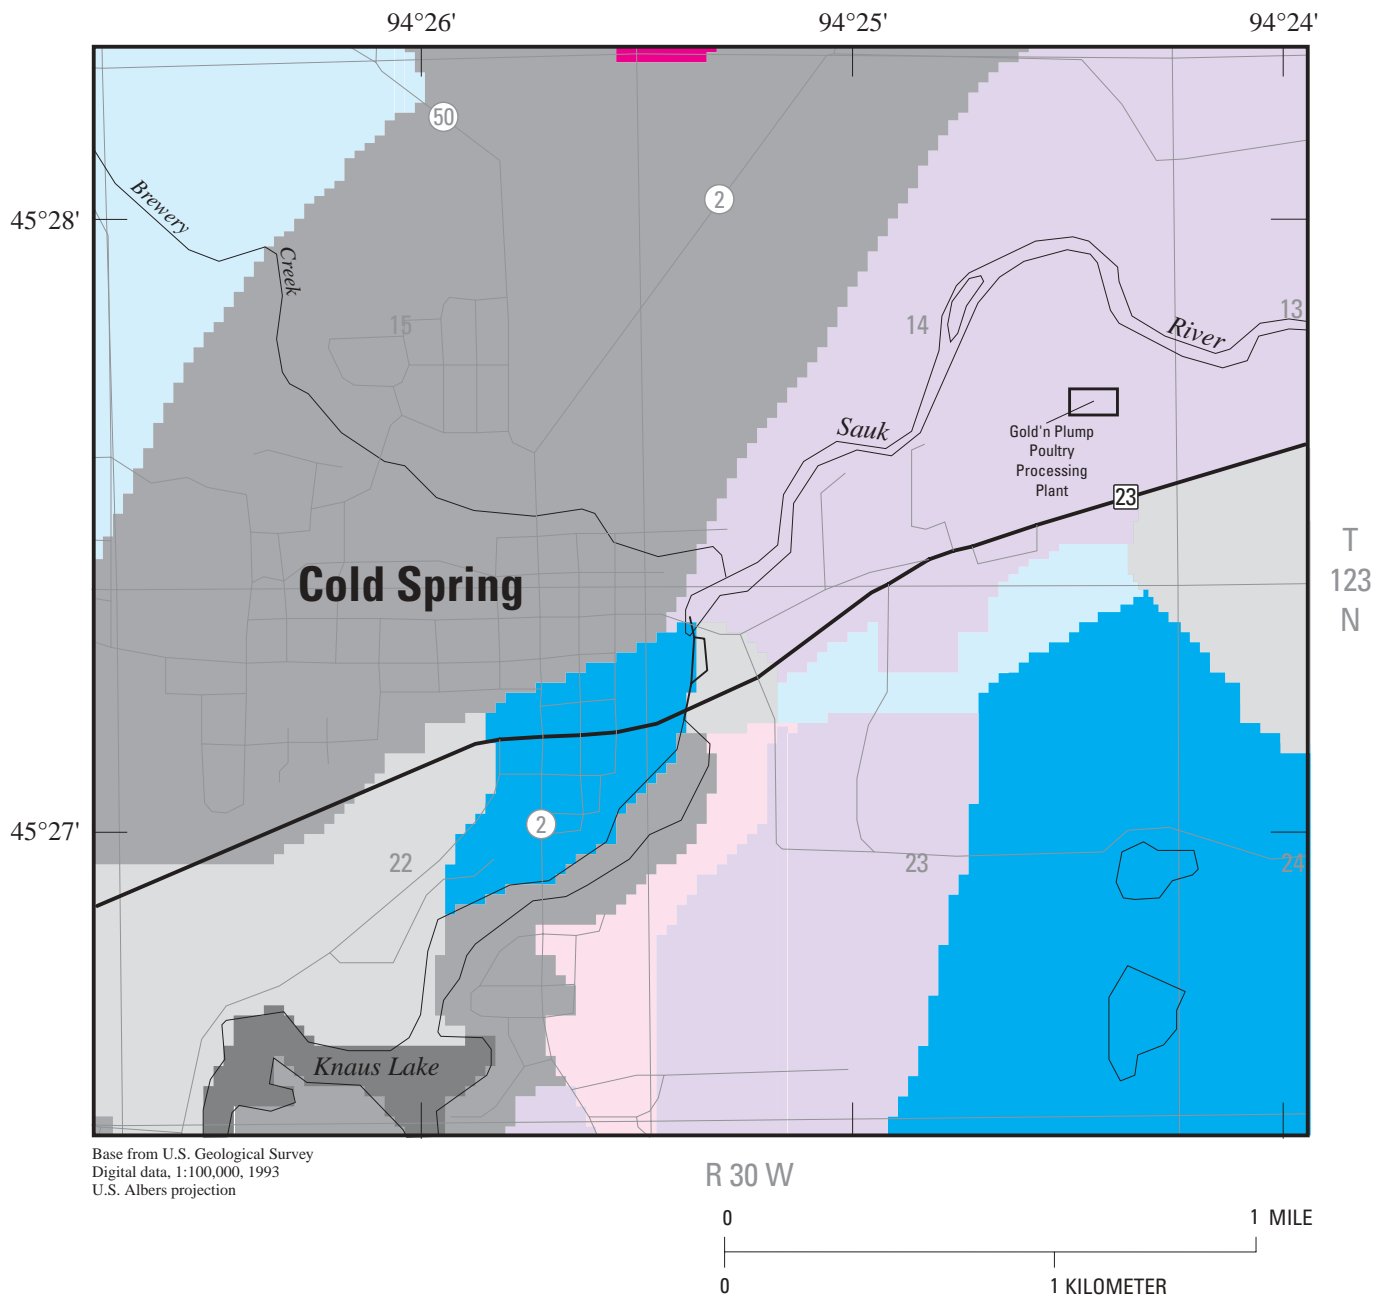 94°26'
94°25'
94°24'
50
2
Brewery
45°28'
Creek
15
14
13
River
Sauk
Gold'n Plump
Poultry
Processing
Plant
23
T
123
N
Cold Spring
45°27'
2
22
23
24
Knaus Lake
Base from U.S. Geological Survey
Digital data, 1:100,000, 1993
U.S. Albers projection
R 30 W
0
1 MILE
0
1 KILOMETER